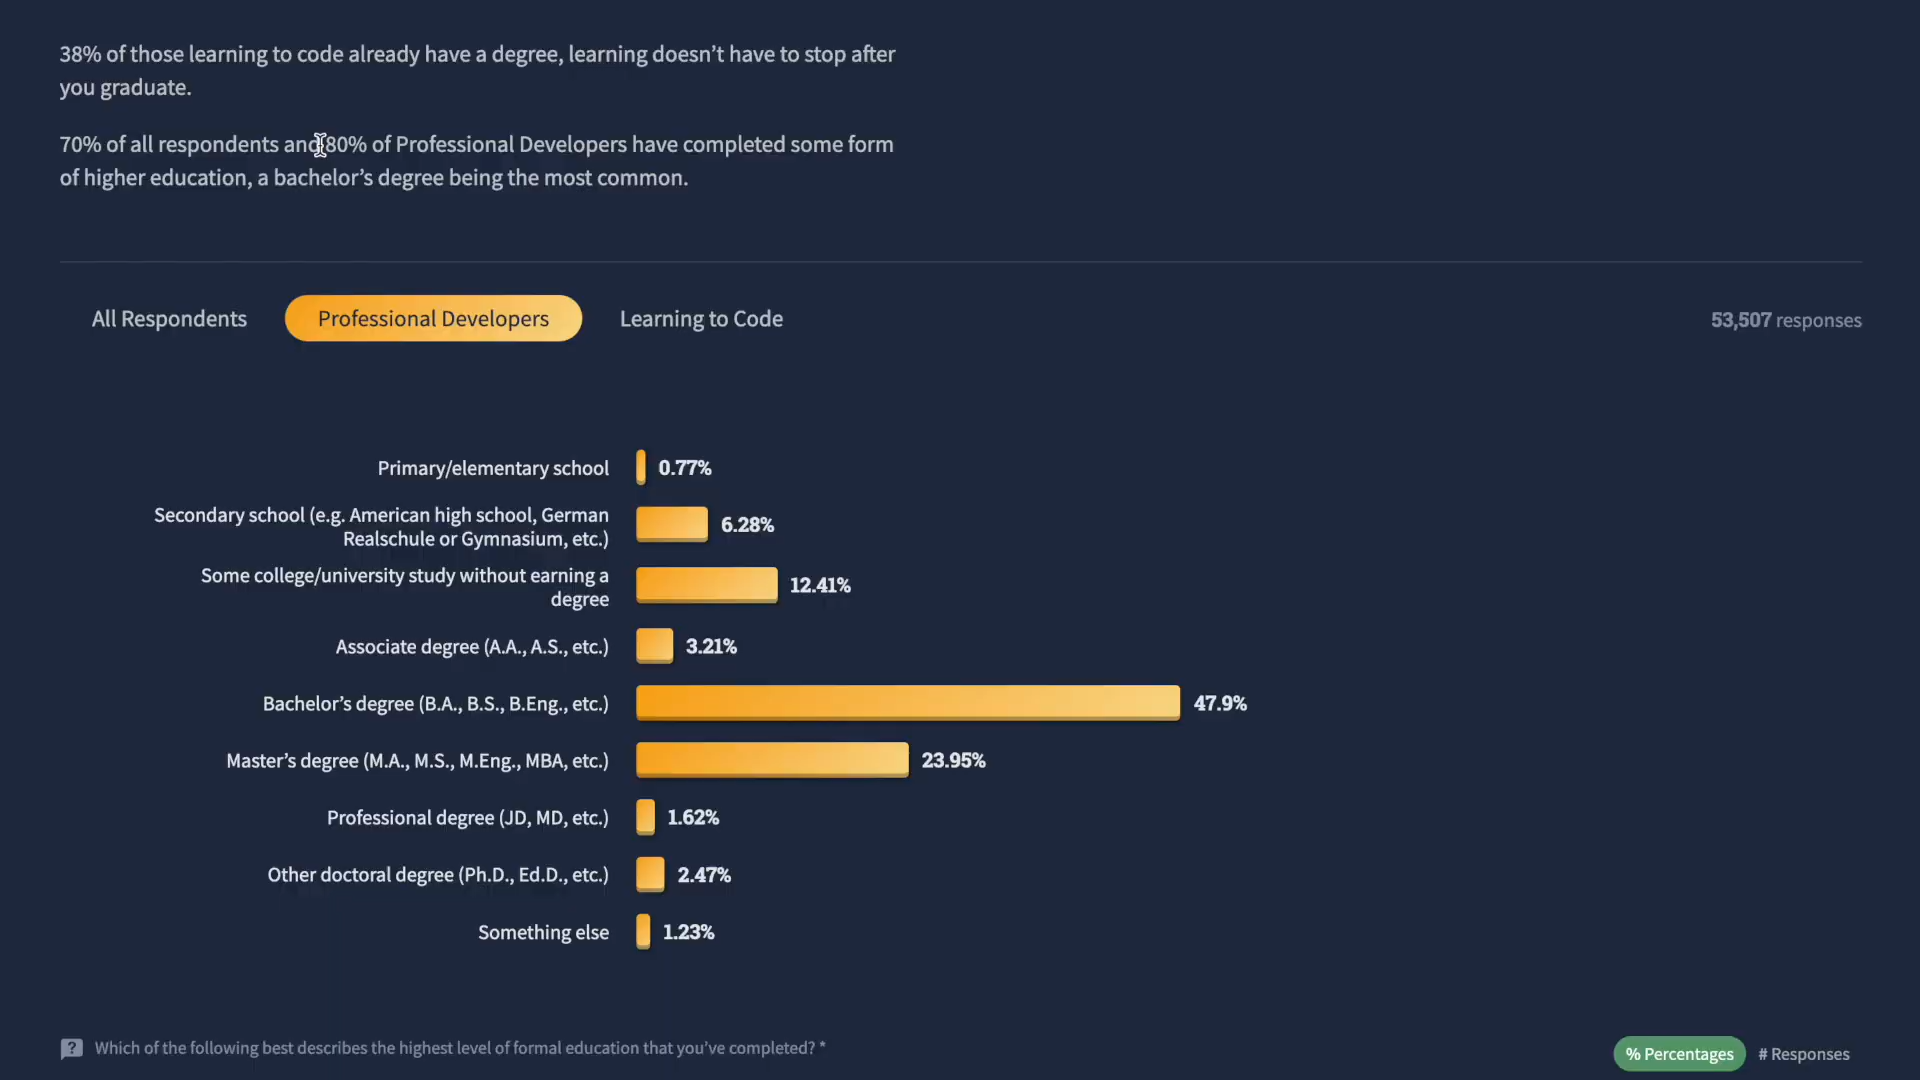 38% of those learning to code already have a degree, learning doesn’t have to stop after
you graduate.
70% of all respondents and 80% of Professional Developers have completed some form
of higher education, a bachelor’s degree being the most common.
All Respondents
Professional Developers
Learning to Code
53,507 responses
Primary/elementary school
0.77%
Secondary school (e.g. American high school, German
Realschule or Gymnasium, etc.)
6.28%
Some college/university study without earning a
degree
12.41%
Associate degree (A.A., A.S., etc.)
3.21%
Bachelor’s degree (B.A., B.S., B.Eng., etc.)
47.9%
Master’s degree (M.A., M.S., M.Eng., MBA, etc.)
23.95%
Professional degree (JD, MD, etc.)
1.62%
Other doctoral degree (Ph.D., Ed.D., etc.)
2.47%
Something else
1.23%
? Which of the following best describes the highest level of formal education that you’ve completed? *
% Percentages
# Responses